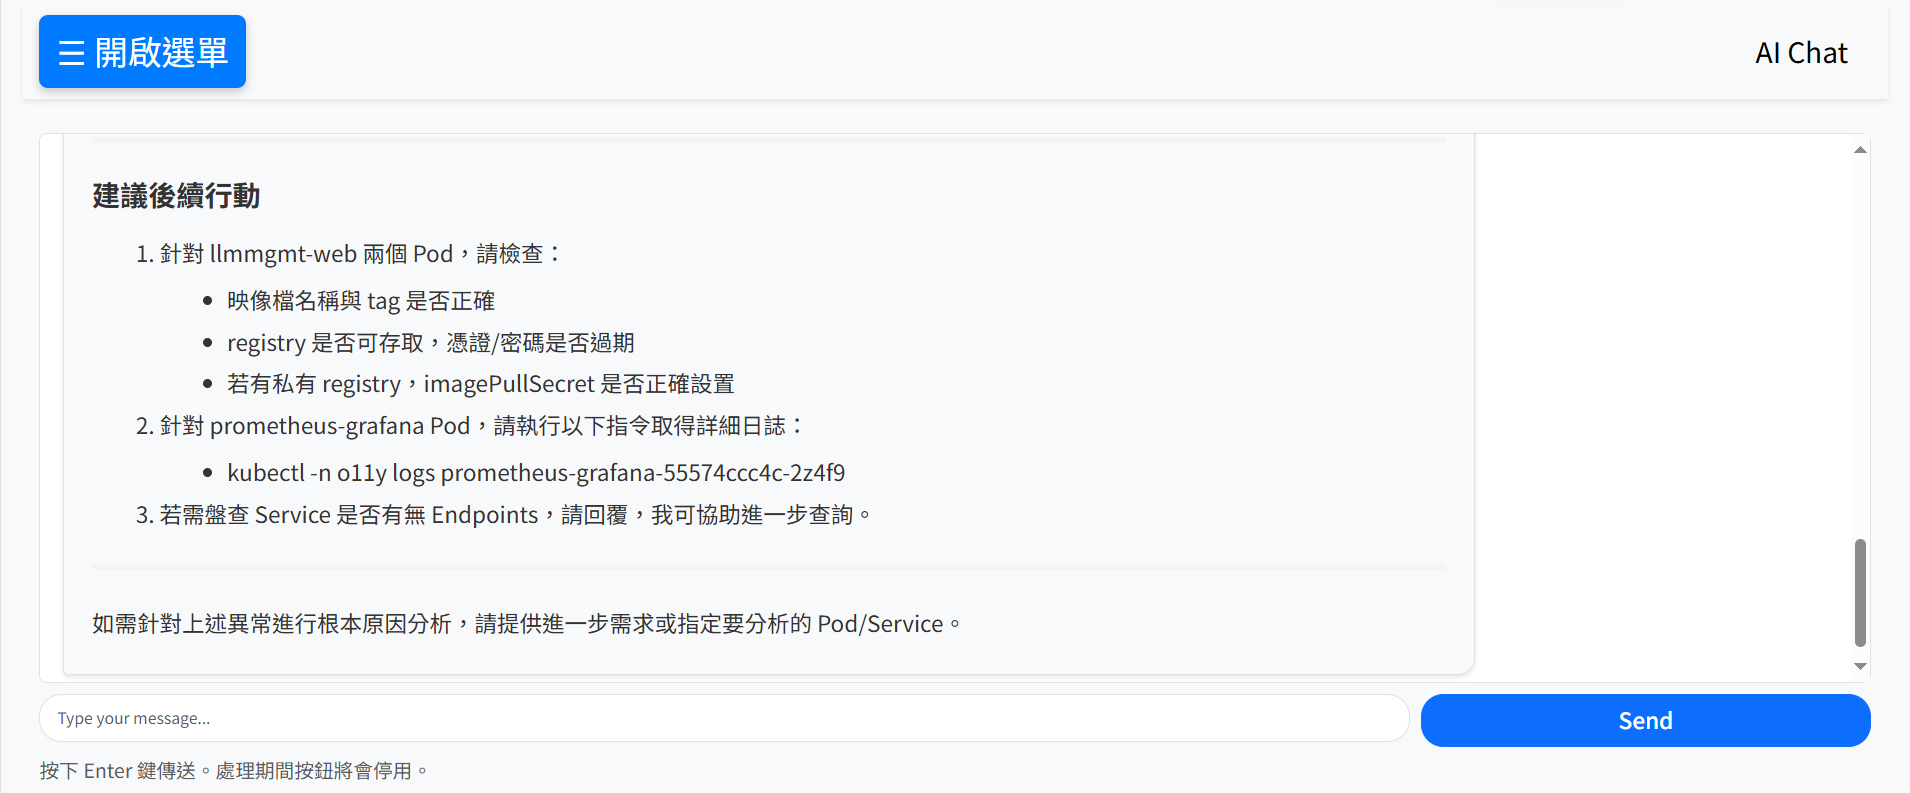 ☰ 開啟選單
AI Chat
建議後續行動
1. 針對 llmmgmt-web 兩個 Pod，請檢查：
• 映像檔名稱與 tag 是否正確
• registry 是否可存取，憑證/密碼是否過期
• 若有私有 registry，imagePullSecret 是否正確設置
2. 針對 prometheus-grafana Pod，請執行以下指令取得詳細日誌：
• kubectl -n o11y logs prometheus-grafana-55574ccc4c-2z4f9
3. 若需盤查 Service 是否有無 Endpoints，請回覆，我可協助進一步查詢。
如需針對上述異常進行根本原因分析，請提供進一步需求或指定要分析的 Pod/Service。
Type your message...
Send
按下 Enter 鍵傳送。處理期間按鈕將會停用。